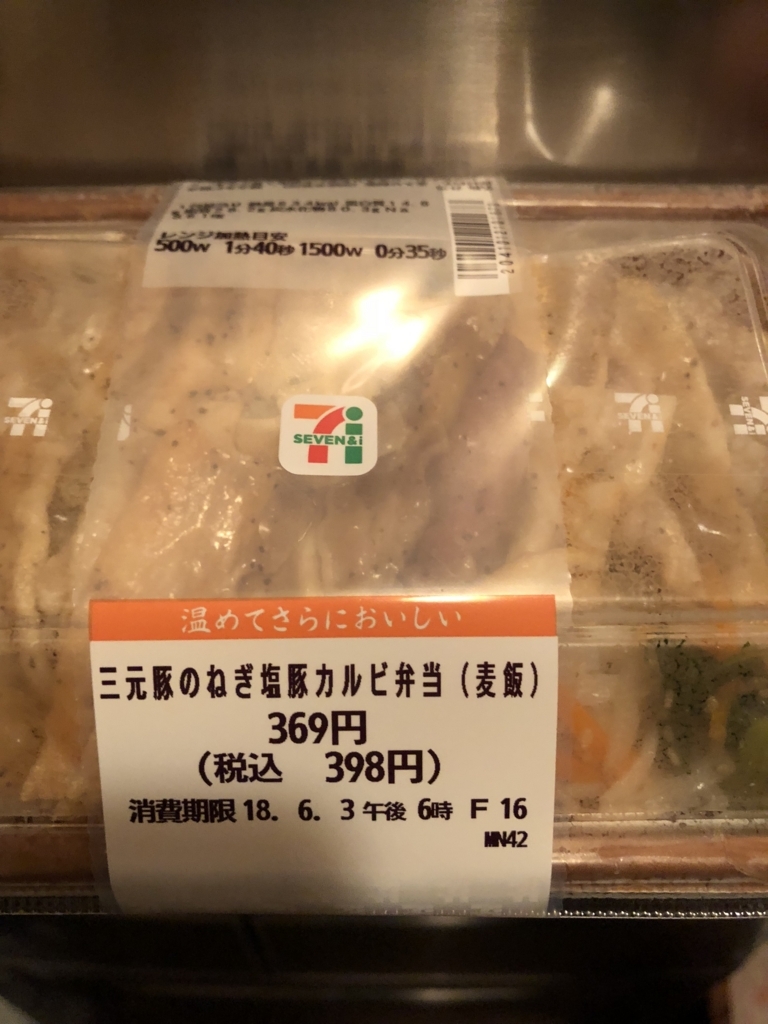 レンジ加熱目安
500W 1分40秒 1500W 0分35秒
SEVEN&i
SEVEN&i
SEVEN&i
SEVEN&i
温めてさらにおいしい
三元豚のねぎ塩豚カルビ弁当（麦飯）
369円
（税込 398円）
消費期限 18. 6. 3 午後 6時 F 16
MN42